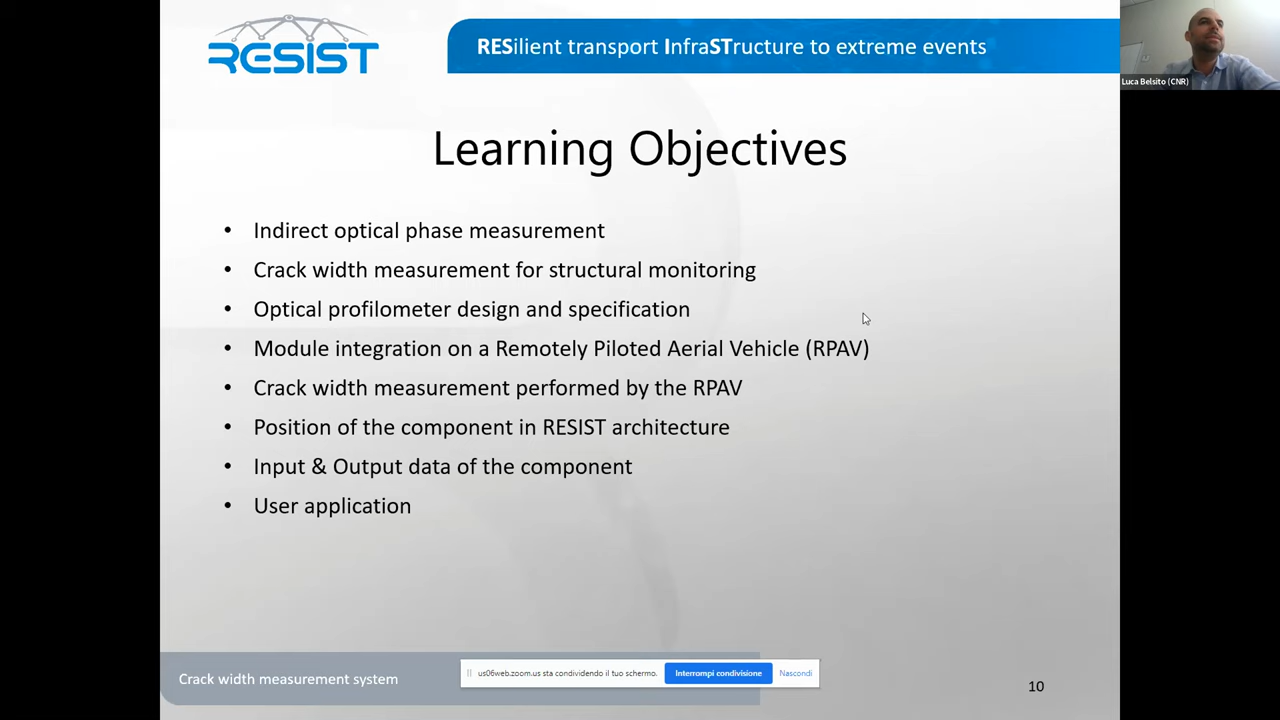 RESIST
RESilient transport InfraSTructure to extreme events
Luca Belsito (CNR)
Learning Objectives
• Indirect optical phase measurement
• Crack width measurement for structural monitoring
• Optical profilometer design and specification
• Module integration on a Remotely Piloted Aerial Vehicle (RPAV)
• Crack width measurement performed by the RPAV
• Position of the component in RESIST architecture
• Input & Output data of the component
• User application
Crack width measurement system
us06web.zoom.us sta condividendo il tuo schermo. Interrompi condivisione Nascondi
10